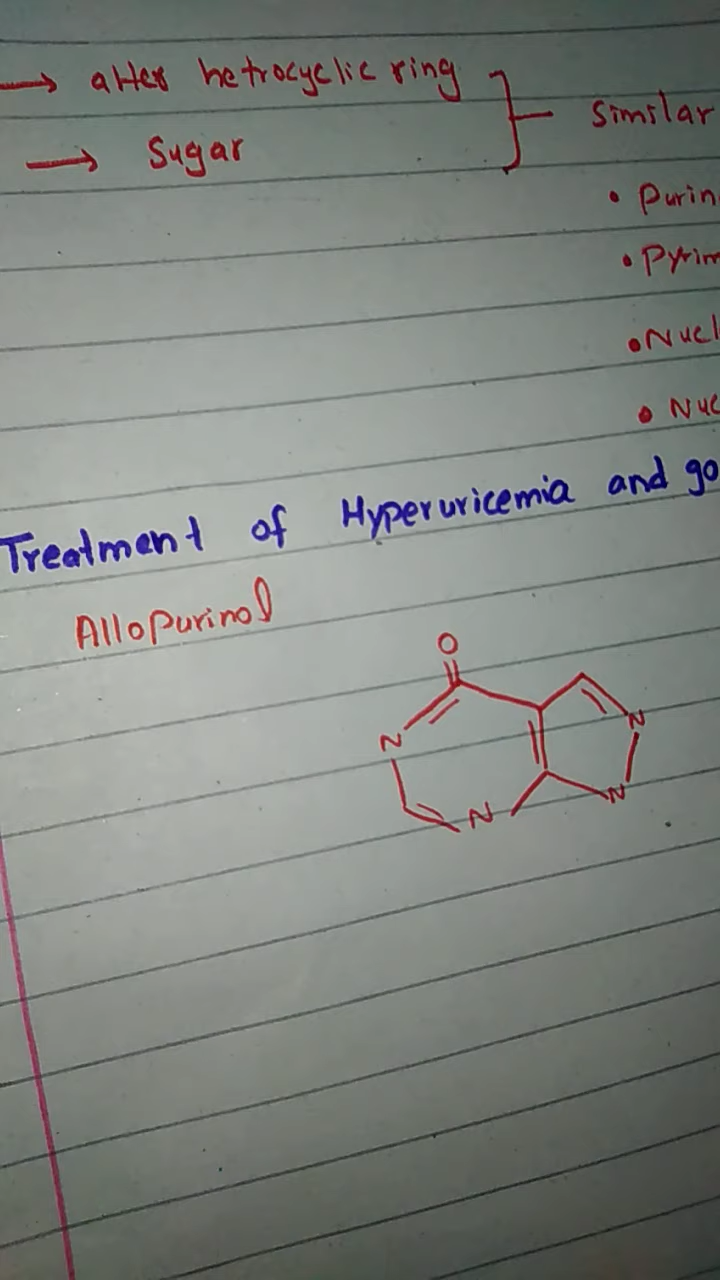 → alter hetrocyclic ring
→ Sugar
Similar
• Purin
• Pyrim
• Nucl
• Nuc
Treatment of Hyperuricemia and go
Allopurinol
O
N
N
N
N